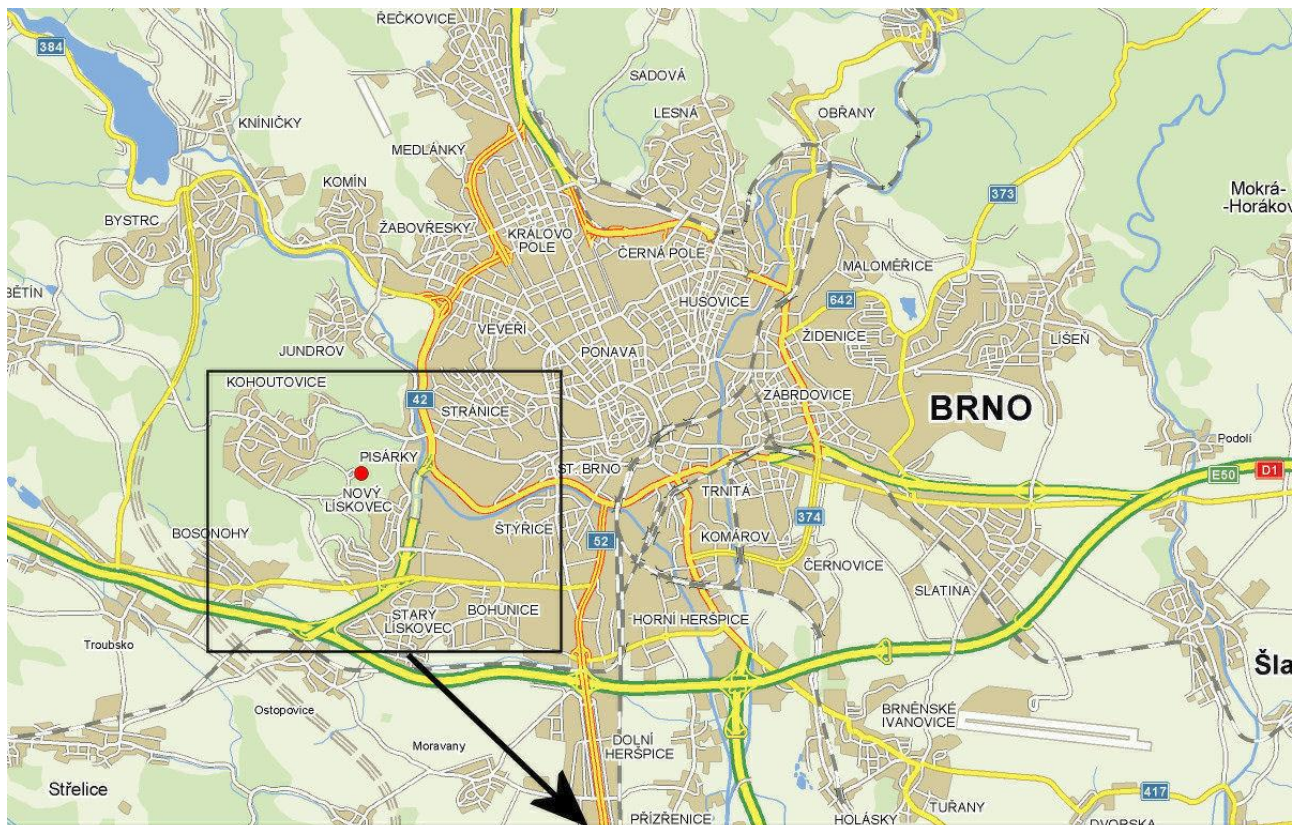 ŘEČKOVICE
384
SADOVÁ
LESNÁ
OBŘANY
KNÍNIČKY
MEDLÁNKY
KOMÍN
373
Mokrá-
-Horákov
BYSTRC
ŽABOVŘESKY
KRÁLOVO
POLE
ČERNÁ POLE
MALOMĚŘICE
BĚTÍN
HUSOVICE
642
VEVEŘÍ
ŽIDENICE
LÍŠEŇ
JUNDROV
PONAVA
KOHOUTOVICE
42
STRÁNICE
ZÁBRDOVICE
BRNO
Podolí
PISÁRKY
ST. BRNO
E50
D1
NOVÝ
LÍSKOVEC
TRNITÁ
ŠTÝŘICE
374
BOSONOHY
52
KOMÁROV
ČERNOVICE
SLATINA
STARÝ
LÍSKOVEC
BOHUNICE
HORNÍ HERŠPICE
Troubsko
Šla
Ostopovice
BRNĚNSKÉ
IVANOVICE
Moravany
DOLNÍ
HERŠPICE
Střelice
417
TUŘANY
PŘÍZŘENICE
HOLÁSKY
DVORSKA